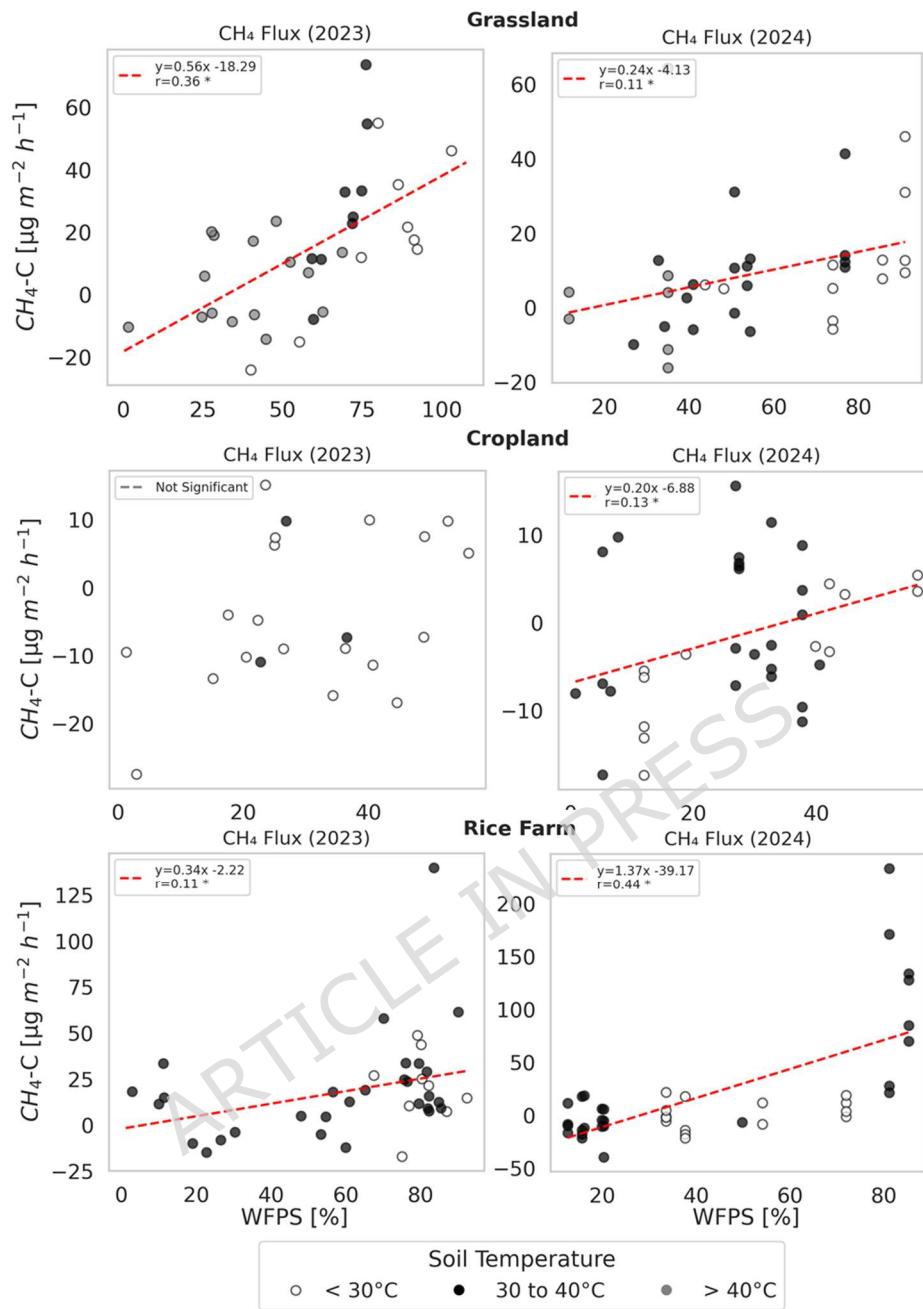 Grassland
CH₄ Flux (2023)
CH₄ Flux (2024)
y=0.56x -18.29
r=0.36 *
y=0.24x -4.13
r=0.11 *
CH₄-C [µg m⁻² h⁻¹]
60
40
20
0
−20
60
40
20
0
−20
0 25 50 75 100
20 40 60 80
Cropland
CH₄ Flux (2023)
CH₄ Flux (2024)
Not Significant
y=0.20x -6.88
r=0.13 *
CH₄-C [µg m⁻² h⁻¹]
10
0
−10
−20
10
0
−10
0 20 40
0 20 40
Rice Farm
CH₄ Flux (2023)
CH₄ Flux (2024)
y=0.34x -2.22
r=0.11 *
y=1.37x -39.17
r=0.44 *
CH₄-C [µg m⁻² h⁻¹]
125
100
75
50
25
0
−25
200
150
100
50
0
−50
0 20 40 60 80
20 40 60 80
WFPS [%]
WFPS [%]
Soil Temperature
< 30°C
30 to 40°C
> 40°C
ARTICLE IN PRESS